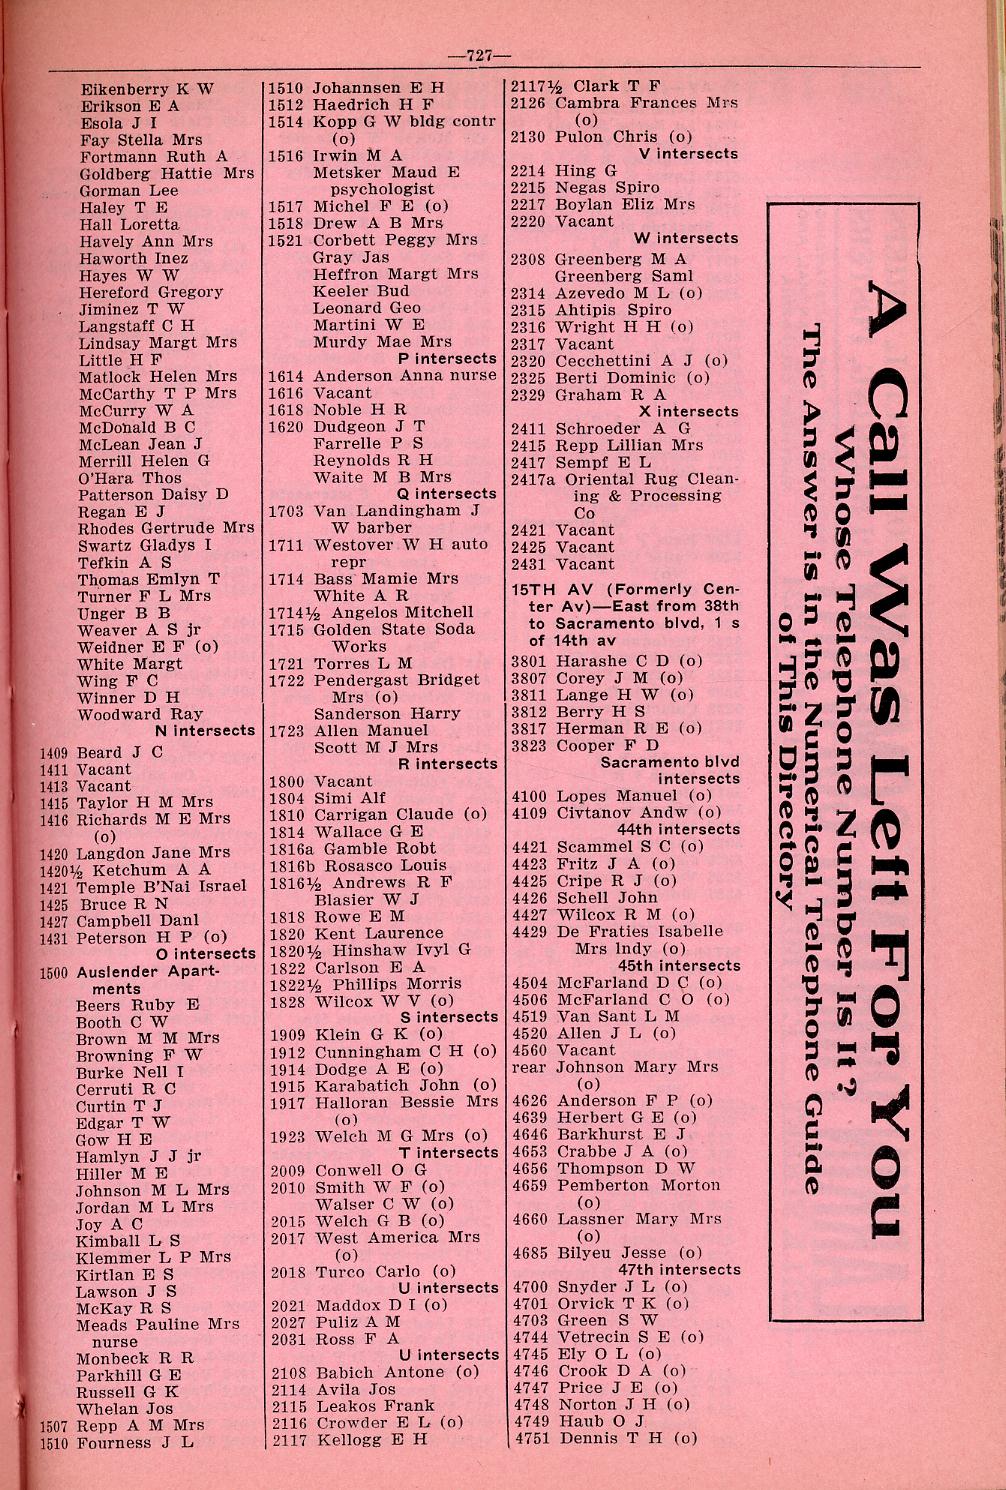 —727—
Eikenberry K W
Erikson E A
Esola J I
Fay Stella Mrs
Fortmann Ruth A
Goldberg Hattie Mrs
Gorman Lee
Haley T E
Hall Loretta
Havely Ann Mrs
Haworth Inez
Hayes W W
Hereford Gregory
Jiminez T W
Langstaff C H
Lindsay Margt Mrs
Little H F
Matlock Helen Mrs
McCarthy T P Mrs
McCurry W A
McDonald B C
McLean Jean J
Merrill Helen G
O'Hara Thos
Patterson Daisy D
Regan E J
Rhodes Gertrude Mrs
Swartz Gladys I
Tefkin A S
Thomas Emlyn T
Turner F L Mrs
Unger B B
Weaver A S jr
Weidner E F (o)
White Margt
Wing F C
Winner D H
Woodward Ray
N intersects
1409 Beard J C
1411 Vacant
1413 Vacant
1415 Taylor H M Mrs
1416 Richards M E Mrs
(o)
1420 Langdon Jane Mrs
1420½ Ketchum A A
1421 Temple B'Nai Israel
1425 Bruce R N
1427 Campbell Danl
1431 Peterson H P (o)
O intersects
1500 Auslender Apart-
ments
Beers Ruby E
Booth C W
Brown M M Mrs
Browning F W
Burke Nell I
Cerruti R C
Curtin T J
Edgar T W
Gow H E
Hamlyn J J jr
Hiller M E
Johnson M L Mrs
Jordan M L Mrs
Joy A C
Kimball L S
Klemmer L P Mrs
Kirtlan E S
Lawson J S
McKay R S
Meads Pauline Mrs
nurse
Monbeck R R
Parkhill G E
Russell G K
Whelan Jos
1507 Repp A M Mrs
1510 Fourness J L
1510 Johannsen E H
1512 Haedrich H F
1514 Kopp G W bldg contr
(o)
1516 Irwin M A
Metsker Maud E
psychologist
1517 Michel F E (o)
1518 Drew A B Mrs
1521 Corbett Peggy Mrs
Gray Jas
Heffron Margt Mrs
Keeler Bud
Leonard Geo
Martini W E
Murdy Mae Mrs
P intersects
1614 Anderson Anna nurse
1616 Vacant
1618 Noble H R
1620 Dudgeon J T
Farrelle P S
Reynolds R H
Waite M B Mrs
Q intersects
1703 Van Landingham J
W barber
1711 Westover W H auto
repr
1714 Bass Mamie Mrs
White A R
1714½ Angelos Mitchell
1715 Golden State Soda
Works
1721 Torres L M
1722 Pendergast Bridget
Mrs (o)
Sanderson Harry
1723 Allen Manuel
Scott M J Mrs
R intersects
1800 Vacant
1804 Simi Alf
1810 Carrigan Claude (o)
1814 Wallace G E
1816a Gamble Robt
1816b Rosasco Louis
1816½ Andrews R F
Blasier W J
1818 Rowe E M
1820 Kent Laurence
1820½ Hinshaw Ivyl G
1822 Carlson E A
1822½ Phillips Morris
1828 Wilcox W V (o)
S intersects
1909 Klein G K (o)
1912 Cunningham C H (o)
1914 Dodge A E (o)
1915 Karabatich John (o)
1917 Halloran Bessie Mrs
(o)
1923 Welch M G Mrs (o)
T intersects
2009 Conwell O G
2010 Smith W F (o)
Walser C W (o)
2015 Welch G B (o)
2017 West America Mrs
(o)
2018 Turco Carlo (o)
U intersects
2021 Maddox D I (o)
2027 Puliz A M
2031 Ross F A
U intersects
2108 Babich Antone (o)
2114 Avila Jos
2115 Leakos Frank
2116 Crowder E L (o)
2117 Kellogg E H
2117½ Clark T F
2126 Cambra Frances Mrs
(o)
2130 Pulon Chris (o)
V intersects
2214 Hing G
2215 Negas Spiro
2217 Boylan Eliz Mrs
2220 Vacant
W intersects
2308 Greenberg M A
Greenberg Saml
2314 Azevedo M L (o)
2315 Ahtipis Spiro
2316 Wright H H (o)
2317 Vacant
2320 Cecchettini A J (o)
2325 Berti Dominic (o)
2329 Graham R A
X intersects
2411 Schroeder A G
2415 Repp Lillian Mrs
2417 Sempf E L
2417a Oriental Rug Clean-
ing & Processing
Co
2421 Vacant
2425 Vacant
2431 Vacant
15TH AV (Formerly Cen-
ter Av)—East from 38th
to Sacramento blvd, 1 s
of 14th av
3801 Harashe C D (o)
3807 Corey J M (o)
3811 Lange H W (o)
3812 Berry H S
3817 Herman R E (o)
3823 Cooper F D
Sacramento blvd
intersects
4100 Lopes Manuel (o)
4109 Civtanov Andw (o)
44th intersects
4421 Scammel S C (o)
4423 Fritz J A (o)
4425 Cripe R J (o)
4426 Schell John
4427 Wilcox R M (o)
4429 De Fraties Isabelle
Mrs Indy (o)
45th intersects
4504 McFarland D C (o)
4506 McFarland C O (o)
4519 Van Sant L M
4520 Allen J L (o)
4560 Vacant
rear Johnson Mary Mrs
(o)
4626 Anderson F P (o)
4639 Herbert G E (o)
4646 Barkhurst E J
4653 Crabbe J A (o)
4656 Thompson D W
4659 Pemberton Morton
(o)
4660 Lassner Mary Mrs
(o)
4685 Bilyeu Jesse (o)
47th intersects
4700 Snyder J L (o)
4701 Orvick T K (o)
4703 Green S W
4744 Vetrecin S E (o)
4745 Ely O L (o)
4746 Crook D A (o)
4747 Price J E (o)
4748 Norton J H (o)
4749 Haub O J
4751 Dennis T H (o)
A Call Was Left For You
Whose Telephone Number Is It?
The Answer is in the Numerical Telephone Guide
of This Directory